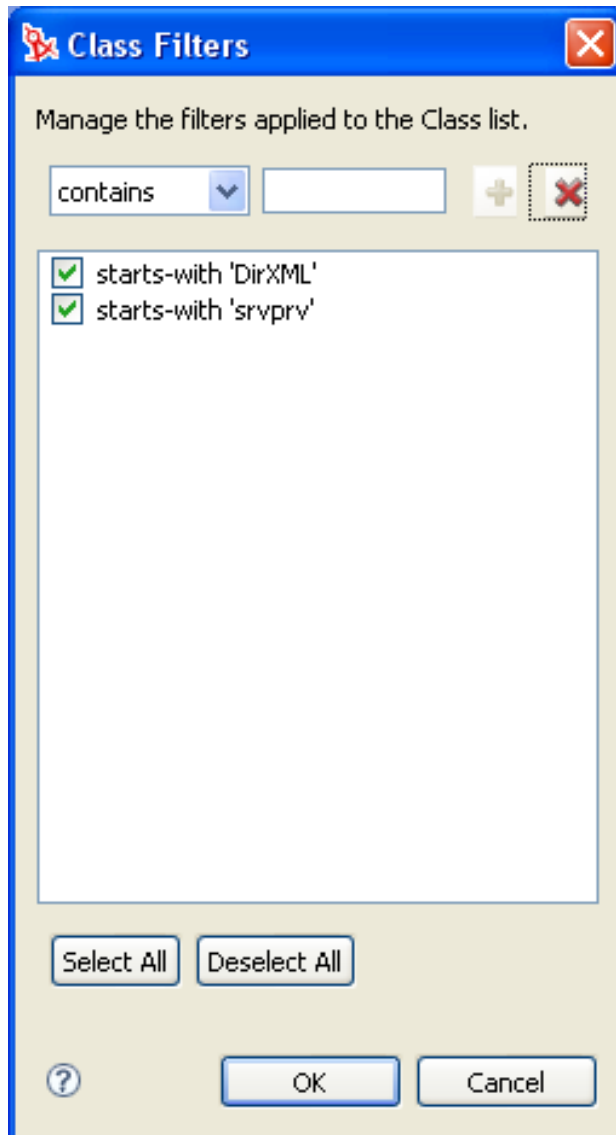 Class Filters
Manage the filters applied to the Class list.
contains
starts-with 'DirXML'
starts-with 'srvprv'
Select All Deselect All
? OK Cancel